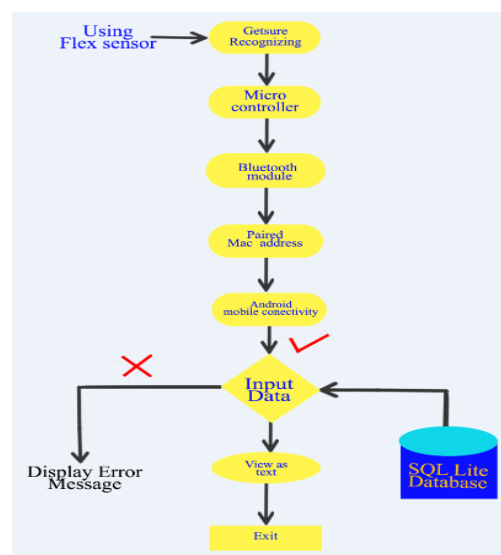 Using
Flex sensor
Getsure
Recognizing
Micro
controller
Bluetooth
module
Paired
Mac address
Android
mobile conectivity
Input
Data
Display Error
Message
View as
text
SQL Lite
Database
Exit